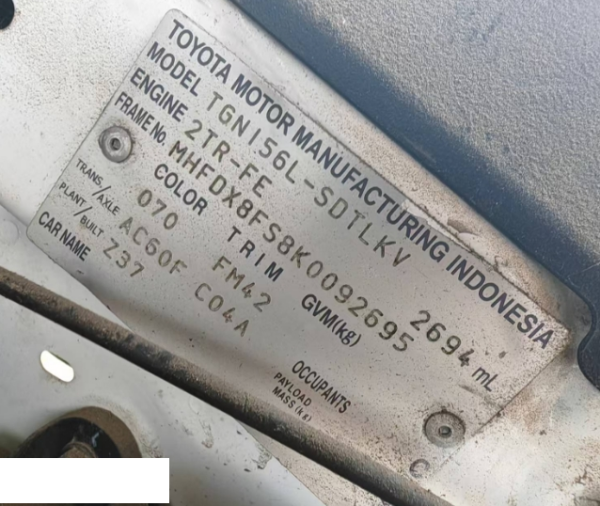 TOYOTA MOTOR MANUFACTURING INDONESIA
MODEL TGN156L-SDTLKV
ENGINE 2TR-FE 2694 mL
FRAME No. MHFDX8FS8K0092695
COLOR TRIM GVM(kg)
070 FM42
TRANS/AXLE AC60F
PLANT/BUILT C04A
CAR NAME Z37
OCCUPANTS
PAYLOAD
MASS (kg)